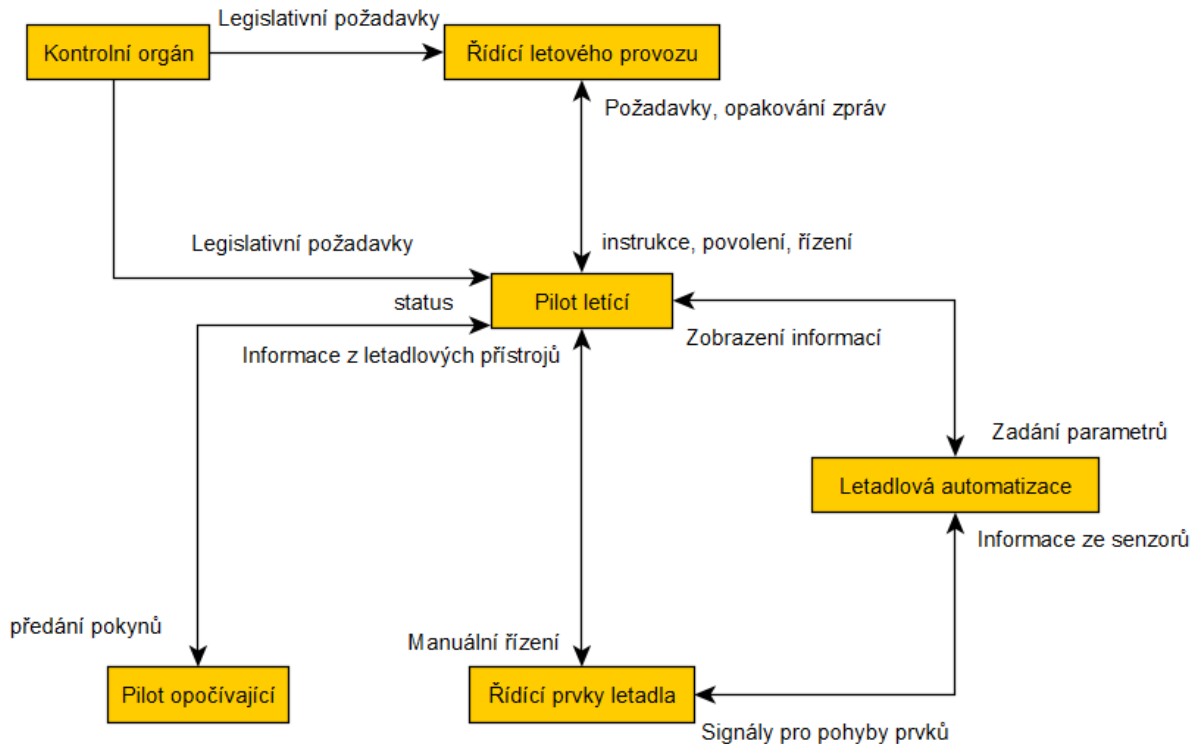 Legislativní požadavky
Kontrolní orgán
Řídící letového provozu
Požadavky, opakování zpráv
Legislativní požadavky
instrukce, povolení, řízení
status
Pilot letící
Informace z letadlových přístrojů
Zobrazení informací
Zadání parametrů
Letadlová automatizace
Informace ze senzorů
předání pokynů
Manuální řízení
Pilot opočívající
Řídící prvky letadla
Signály pro pohyby prvků